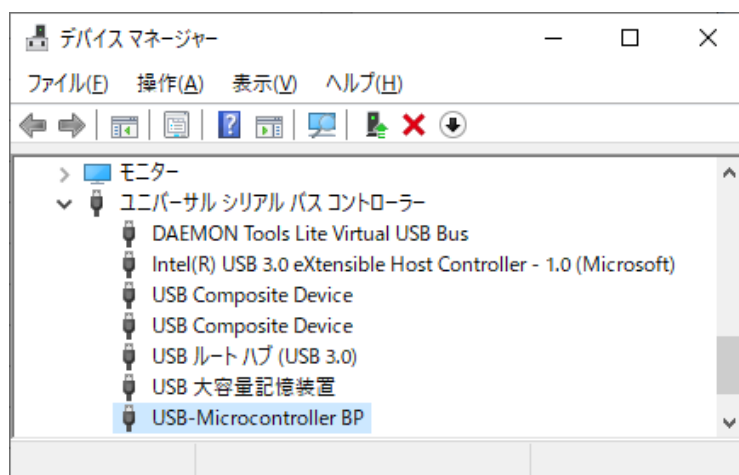 デバイス マネージャー
ファイル(F) 操作(A) 表示(V) ヘルプ(H)
モニター
ユニバーサル シリアル バス コントローラー
DAEMON Tools Lite Virtual USB Bus
Intel(R) USB 3.0 eXtensible Host Controller - 1.0 (Microsoft)
USB Composite Device
USB Composite Device
USB ルート ハブ (USB 3.0)
USB 大容量記憶装置
USB-Microcontroller BP